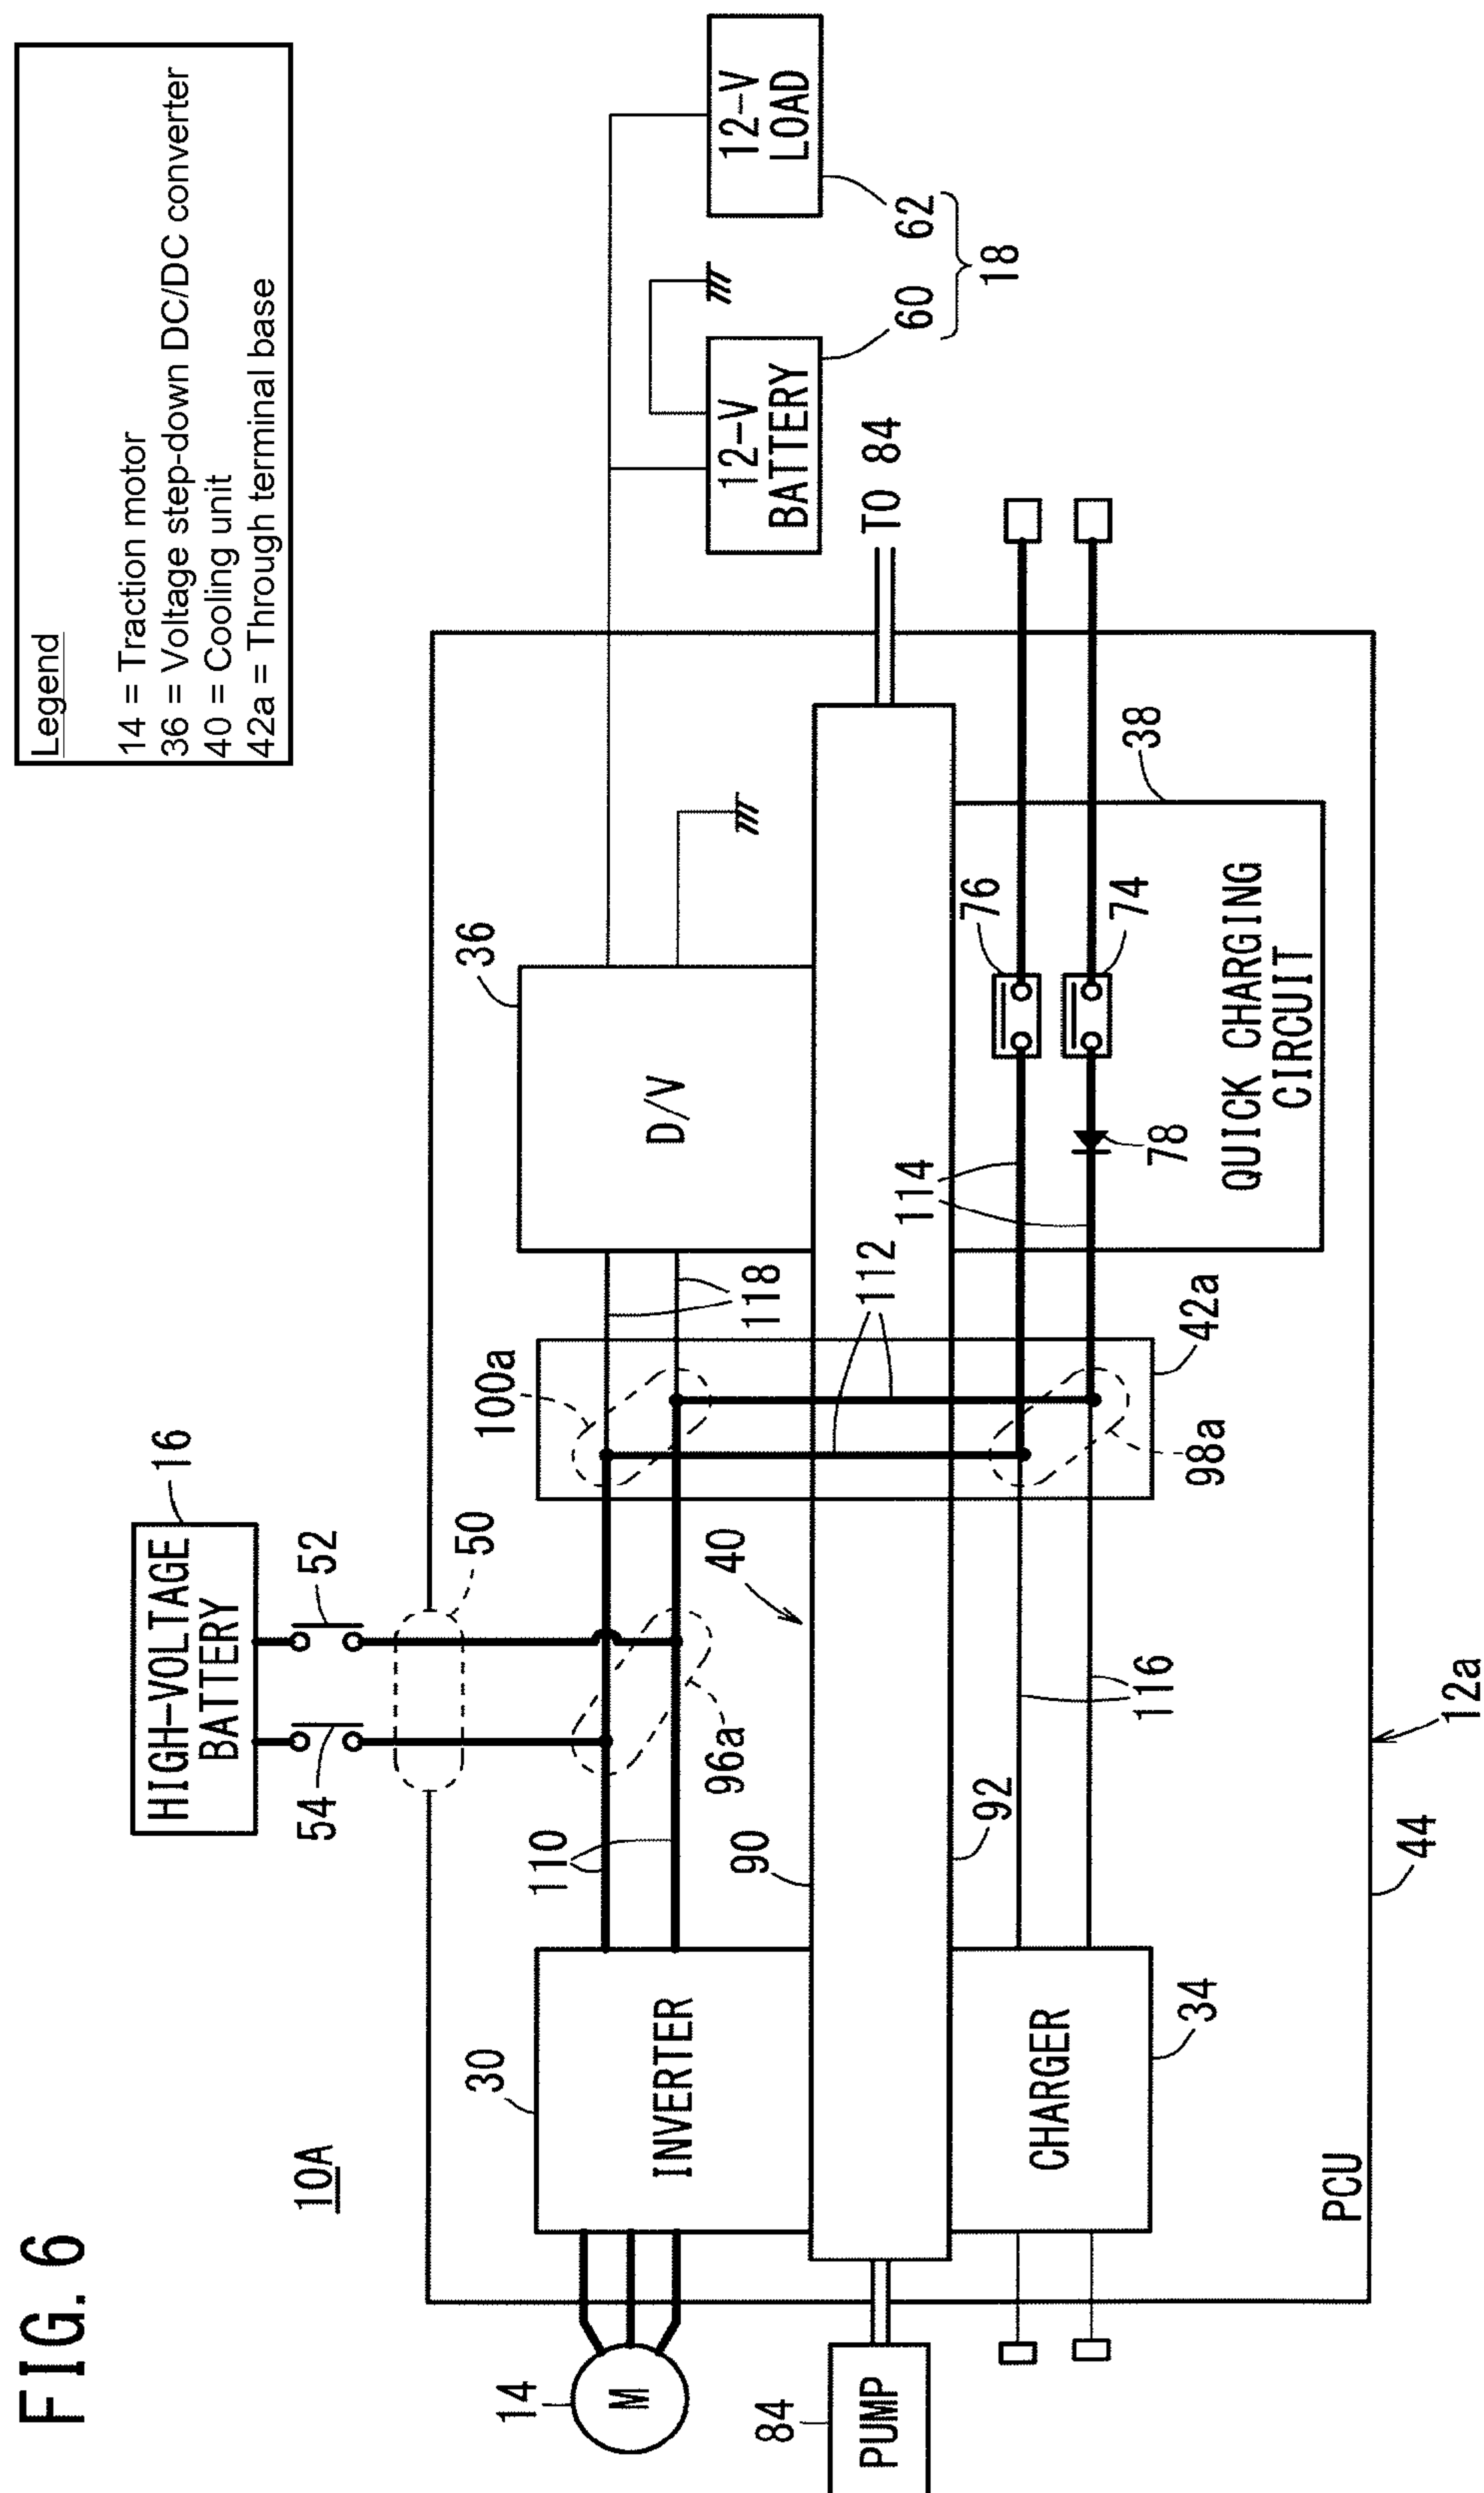 FIG. 6
10A
Legend
14 = Traction motor
36 = Voltage step-down DC/DC converter
40 = Cooling unit
42a = Through terminal base
HIGH-VOLTAGE
BATTERY
16
54
52
50
30
110
96a
100a
36
118
D/V
INVERTER
14
M
84
PUMP
90
92
40
112
114
76
74
78
QUICK CHARGING
CIRCUIT
38
42a
98a
116
CHARGER
34
PCU
44
12a
TO 84
12-V
BATTERY
12-V
LOAD
60
62
18